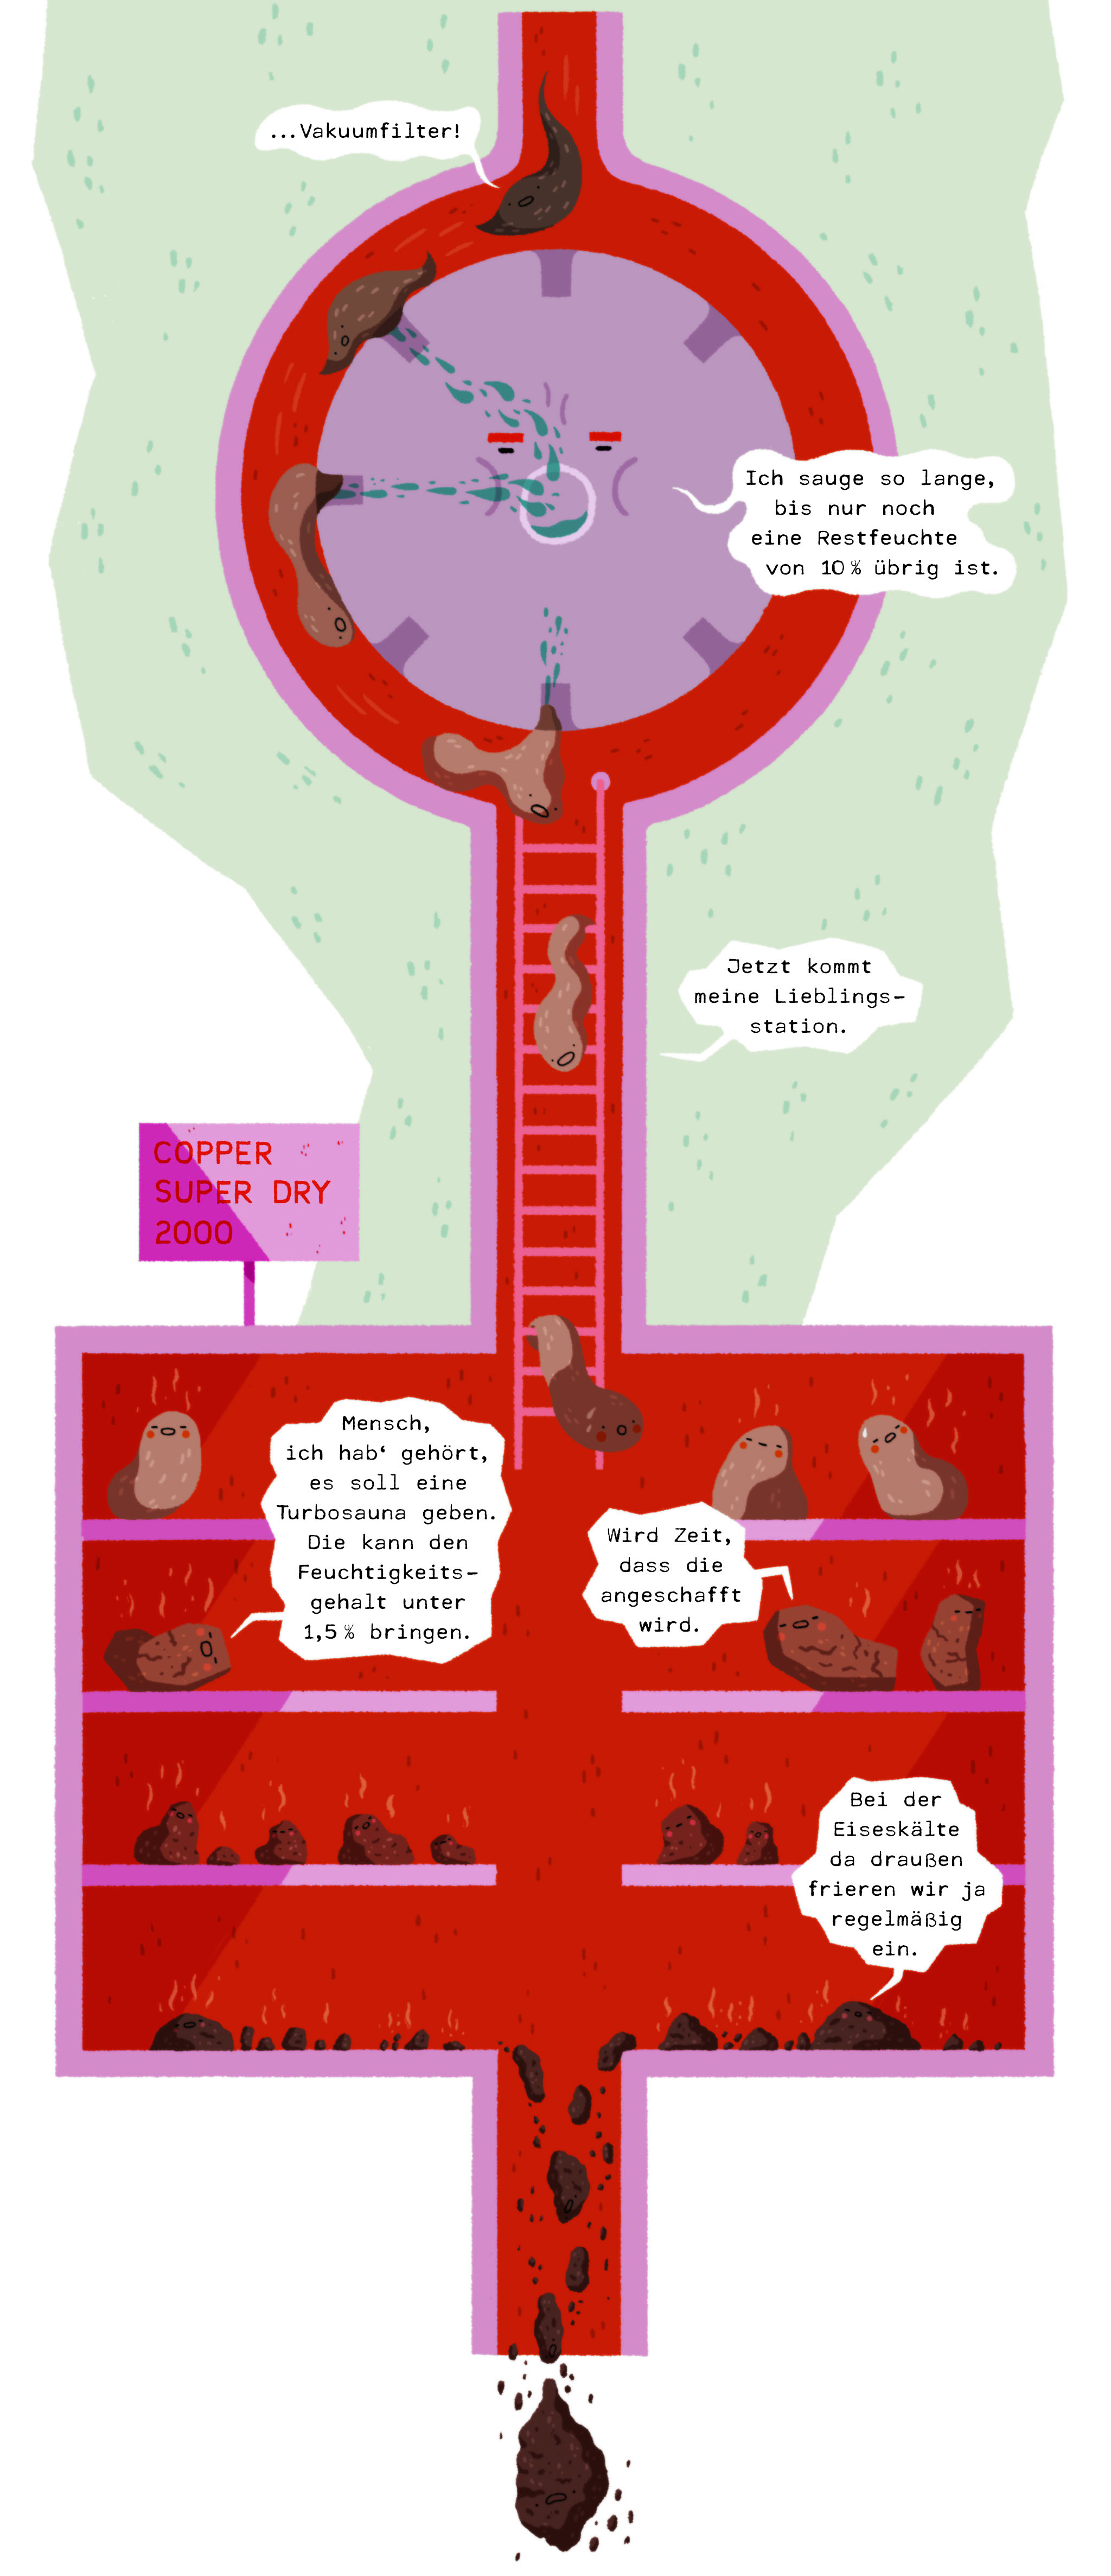 ...Vakuumfilter!
Ich sauge so lange,
bis nur noch
eine Restfeuchte
von 10 % übrig ist.
Jetzt kommt
meine Lieblings-
station.
COPPER
SUPER DRY
2000
Mensch,
ich hab‘ gehört,
es soll eine
Turbosauna geben.
Die kann den
Feuchtigkeits-
gehalt unter
1,5 % bringen.
Wird Zeit,
dass die
angeschafft
wird.
Bei der
Eiseskälte
da draußen
frieren wir ja
regelmäßig
ein.